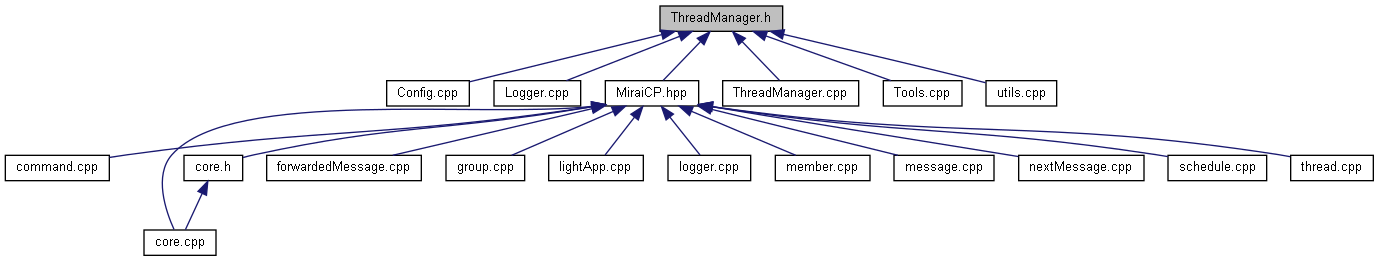 ThreadManager.h
Config.cpp
Logger.cpp
MiraiCP.hpp
ThreadManager.cpp
Tools.cpp
utils.cpp
command.cpp
core.h
forwardedMessage.cpp
group.cpp
lightApp.cpp
logger.cpp
member.cpp
message.cpp
nextMessage.cpp
schedule.cpp
thread.cpp
core.cpp